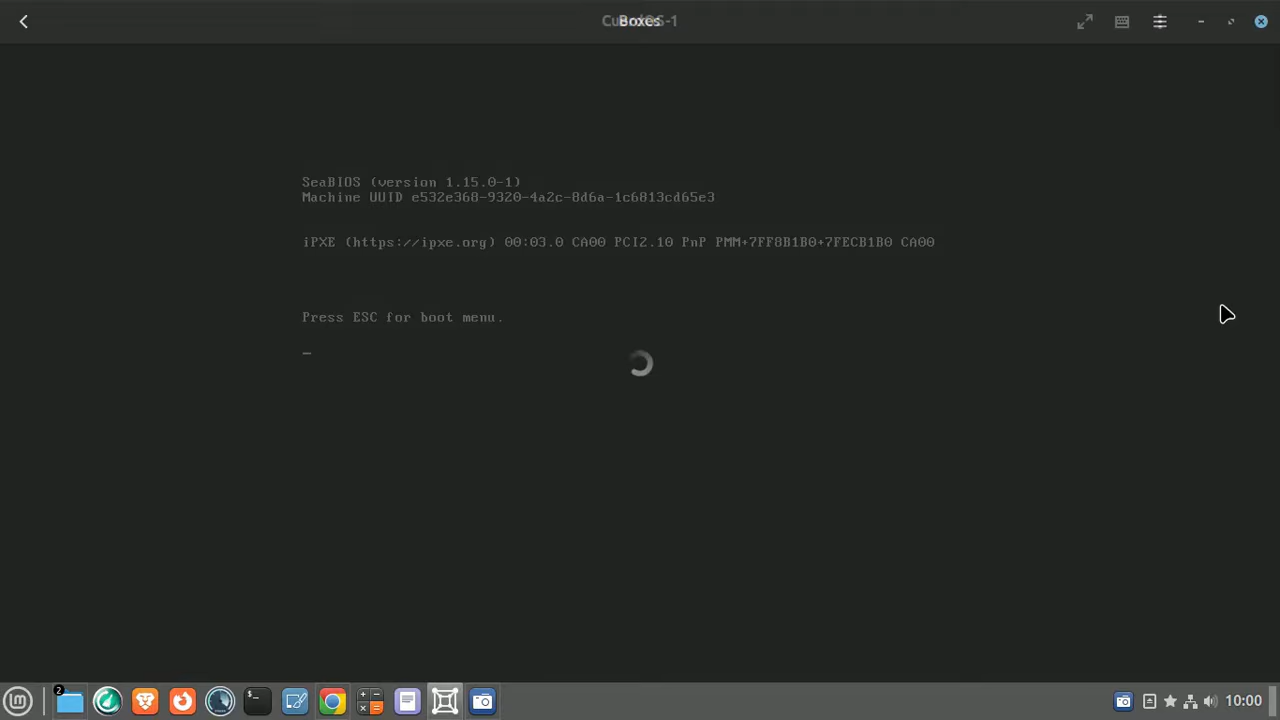 Boxes
SeaBIOS (version 1.15.0-1)
Machine UUID e532e368-9320-4a2c-8d6a-1c6813cd65e3
iPXE (https://ipxe.org) 00:03.0 CA00 PCI2.10 PnP PMM+7FF8B1B0+7FECB1B0 CA00
Press ESC for boot menu.
2
10:00